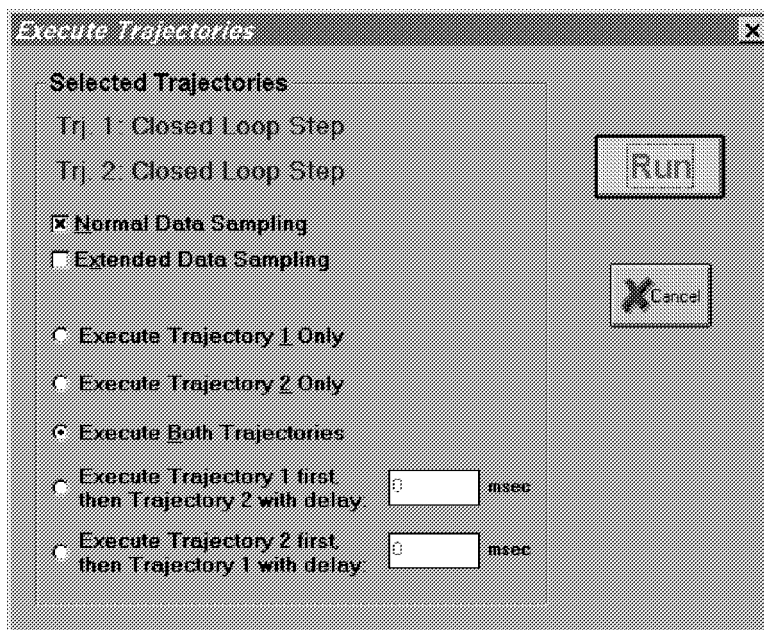 Execute Trajectories
Selected Trajectories
Trj. 1: Closed Loop Step
Trj. 2: Closed Loop Step
Run
Normal Data Sampling
Extended Data Sampling
Cancel
Execute Trajectory 1 Only
Execute Trajectory 2 Only
Execute Both Trajectories
Execute Trajectory 1 first,
then Trajectory 2 with delay: 0 msec
Execute Trajectory 2 first,
then Trajectory 1 with delay: 0 msec